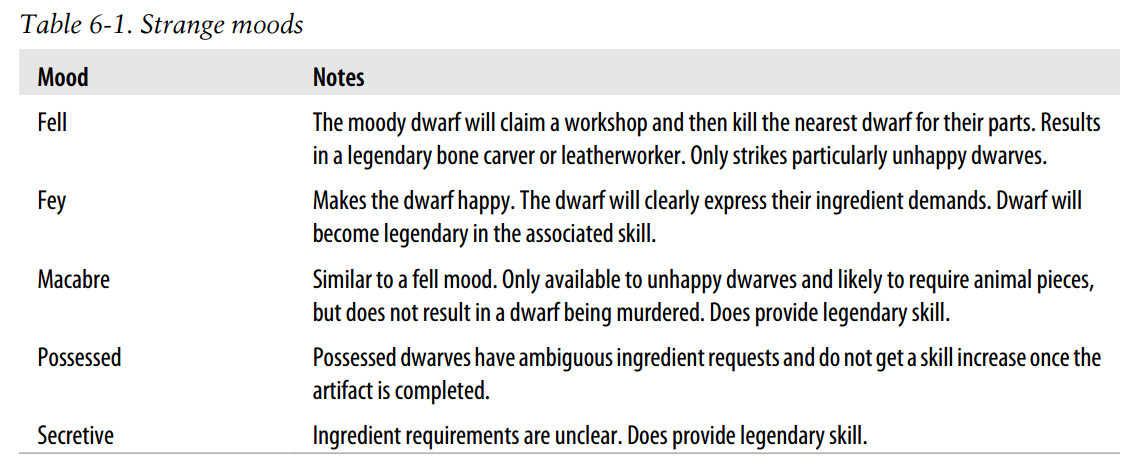 Table 6-1. Strange moods
Mood Notes
Fell The moody dwarf will claim a workshop and then kill the nearest dwarf for their parts. Results
in a legendary bone carver or leatherworker. Only strikes particularly unhappy dwarves.
Fey Makes the dwarf happy. The dwarf will clearly express their ingredient demands. Dwarf will
become legendary in the associated skill.
Macabre Similar to a fell mood. Only available to unhappy dwarves and likely to require animal pieces,
but does not result in a dwarf being murdered. Does provide legendary skill.
Possessed Possessed dwarves have ambiguous ingredient requests and do not get a skill increase once the
artifact is completed.
Secretive Ingredient requirements are unclear. Does provide legendary skill.